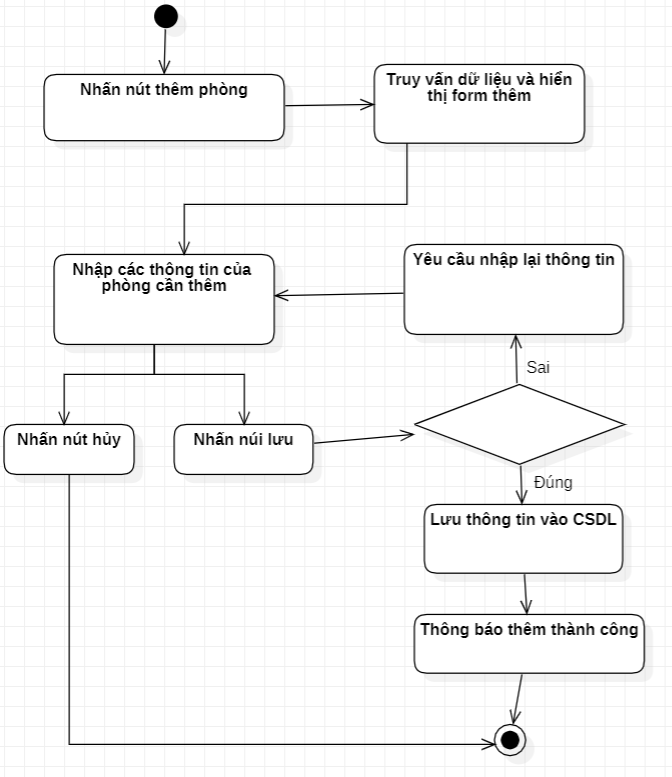 Nhấn nút thêm phòng
Truy vấn dữ liệu và hiển
thị form thêm
Nhập các thông tin của
phòng cần thêm
Yêu cầu nhập lại thông tin
Sai
Nhấn nút hủy
Nhấn núi lưu
Đúng
Lưu thông tin vào CSDL
Thông báo thêm thành công